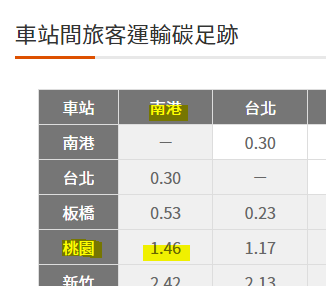 車站間旅客運輸碳足跡
車站 南港 台北
南港 － 0.30
台北 0.30 －
板橋 0.53 0.23
桃園 1.46 1.17
新竹 2.42 2.13